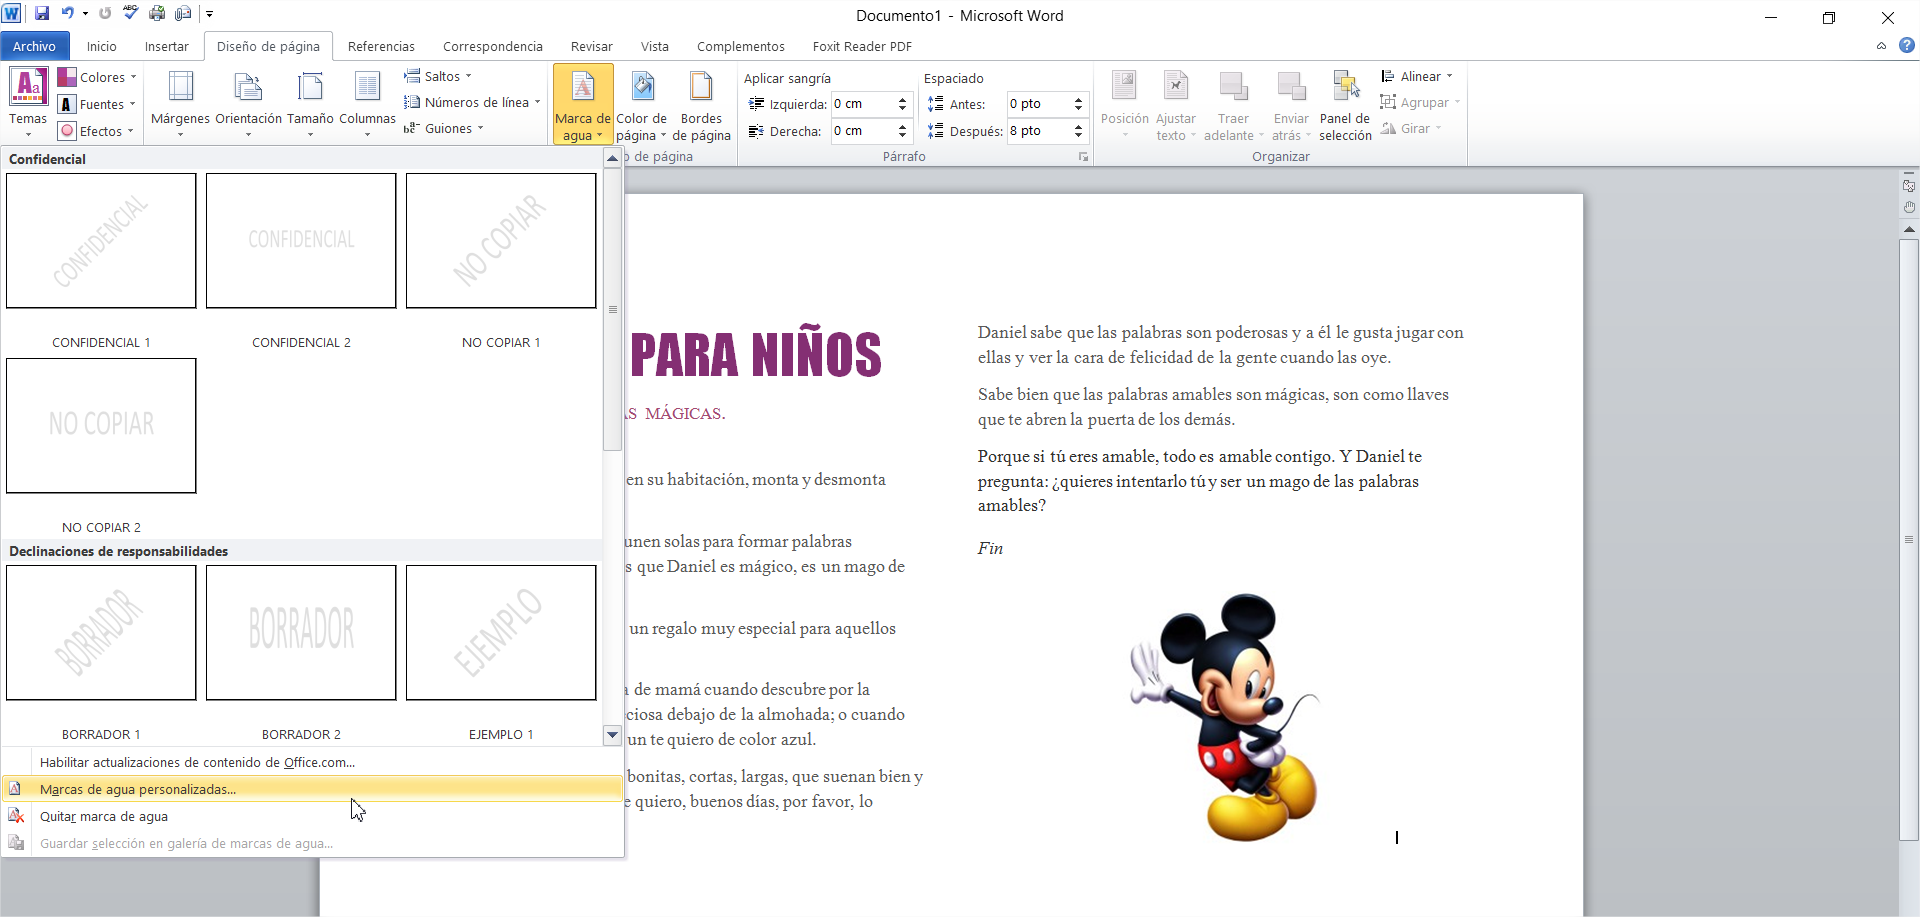 Documento1 - Microsoft Word
Archivo Inicio Insertar Diseño de página Referencias Correspondencia Revisar Vista Complementos Foxit Reader PDF
Temas
Colores
Fuentes
Efectos
Márgenes Orientación Tamaño Columnas
Saltos
Números de línea
Guiones
Marca de agua
Color de página
Bordes de página
o de página
Aplicar sangría
Izquierda: 0 cm
Derecha: 0 cm
Espaciado
Antes: 0 pto
Después: 8 pto
Párrafo
Posición
Ajustar texto
Traer adelante
Enviar atrás
Panel de selección
Alinear
Agrupar
Girar
Organizar
Confidencial
CONFIDENCIAL
CONFIDENCIAL
NO COPIAR
CONFIDENCIAL 1
CONFIDENCIAL 2
NO COPIAR 1
NO COPIAR
NO COPIAR 2
Declinaciones de responsabilidades
BORRADOR
BORRADOR
EJEMPLO
BORRADOR 1
BORRADOR 2
EJEMPLO 1
Habilitar actualizaciones de contenido de Office.com...
Marcas de agua personalizadas...
Quitar marca de agua
Guardar selección en galería de marcas de agua...
PARA NIÑOS
AS MÁGICAS.
en su habitación, monta y desmonta
unen solas para formar palabras
s que Daniel es mágico, es un mago de
un regalo muy especial para aquellos
a de mamá cuando descubre por la
ciosa debajo de la almohada; o cuando
un te quiero de color azul.
bonitas, cortas, largas, que suenan bien y
e quiero, buenos días, por favor, lo
Daniel sabe que las palabras son poderosas y a él le gusta jugar con
ellas y ver la cara de felicidad de la gente cuando las oye.
Sabe bien que las palabras amables son mágicas, son como llaves
que te abren la puerta de los demás.
Porque si tú eres amable, todo es amable contigo. Y Daniel te
pregunta: ¿quieres intentarlo tú y ser un mago de las palabras
amables?
Fin